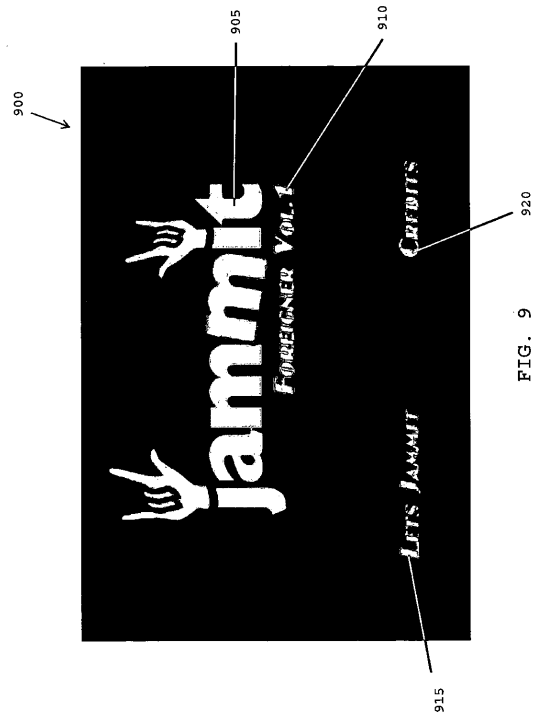 900
905
jammit
910
FOREIGNER VOL.1
915
LETS JAMMIT
CREDITS
920
FIG. 9